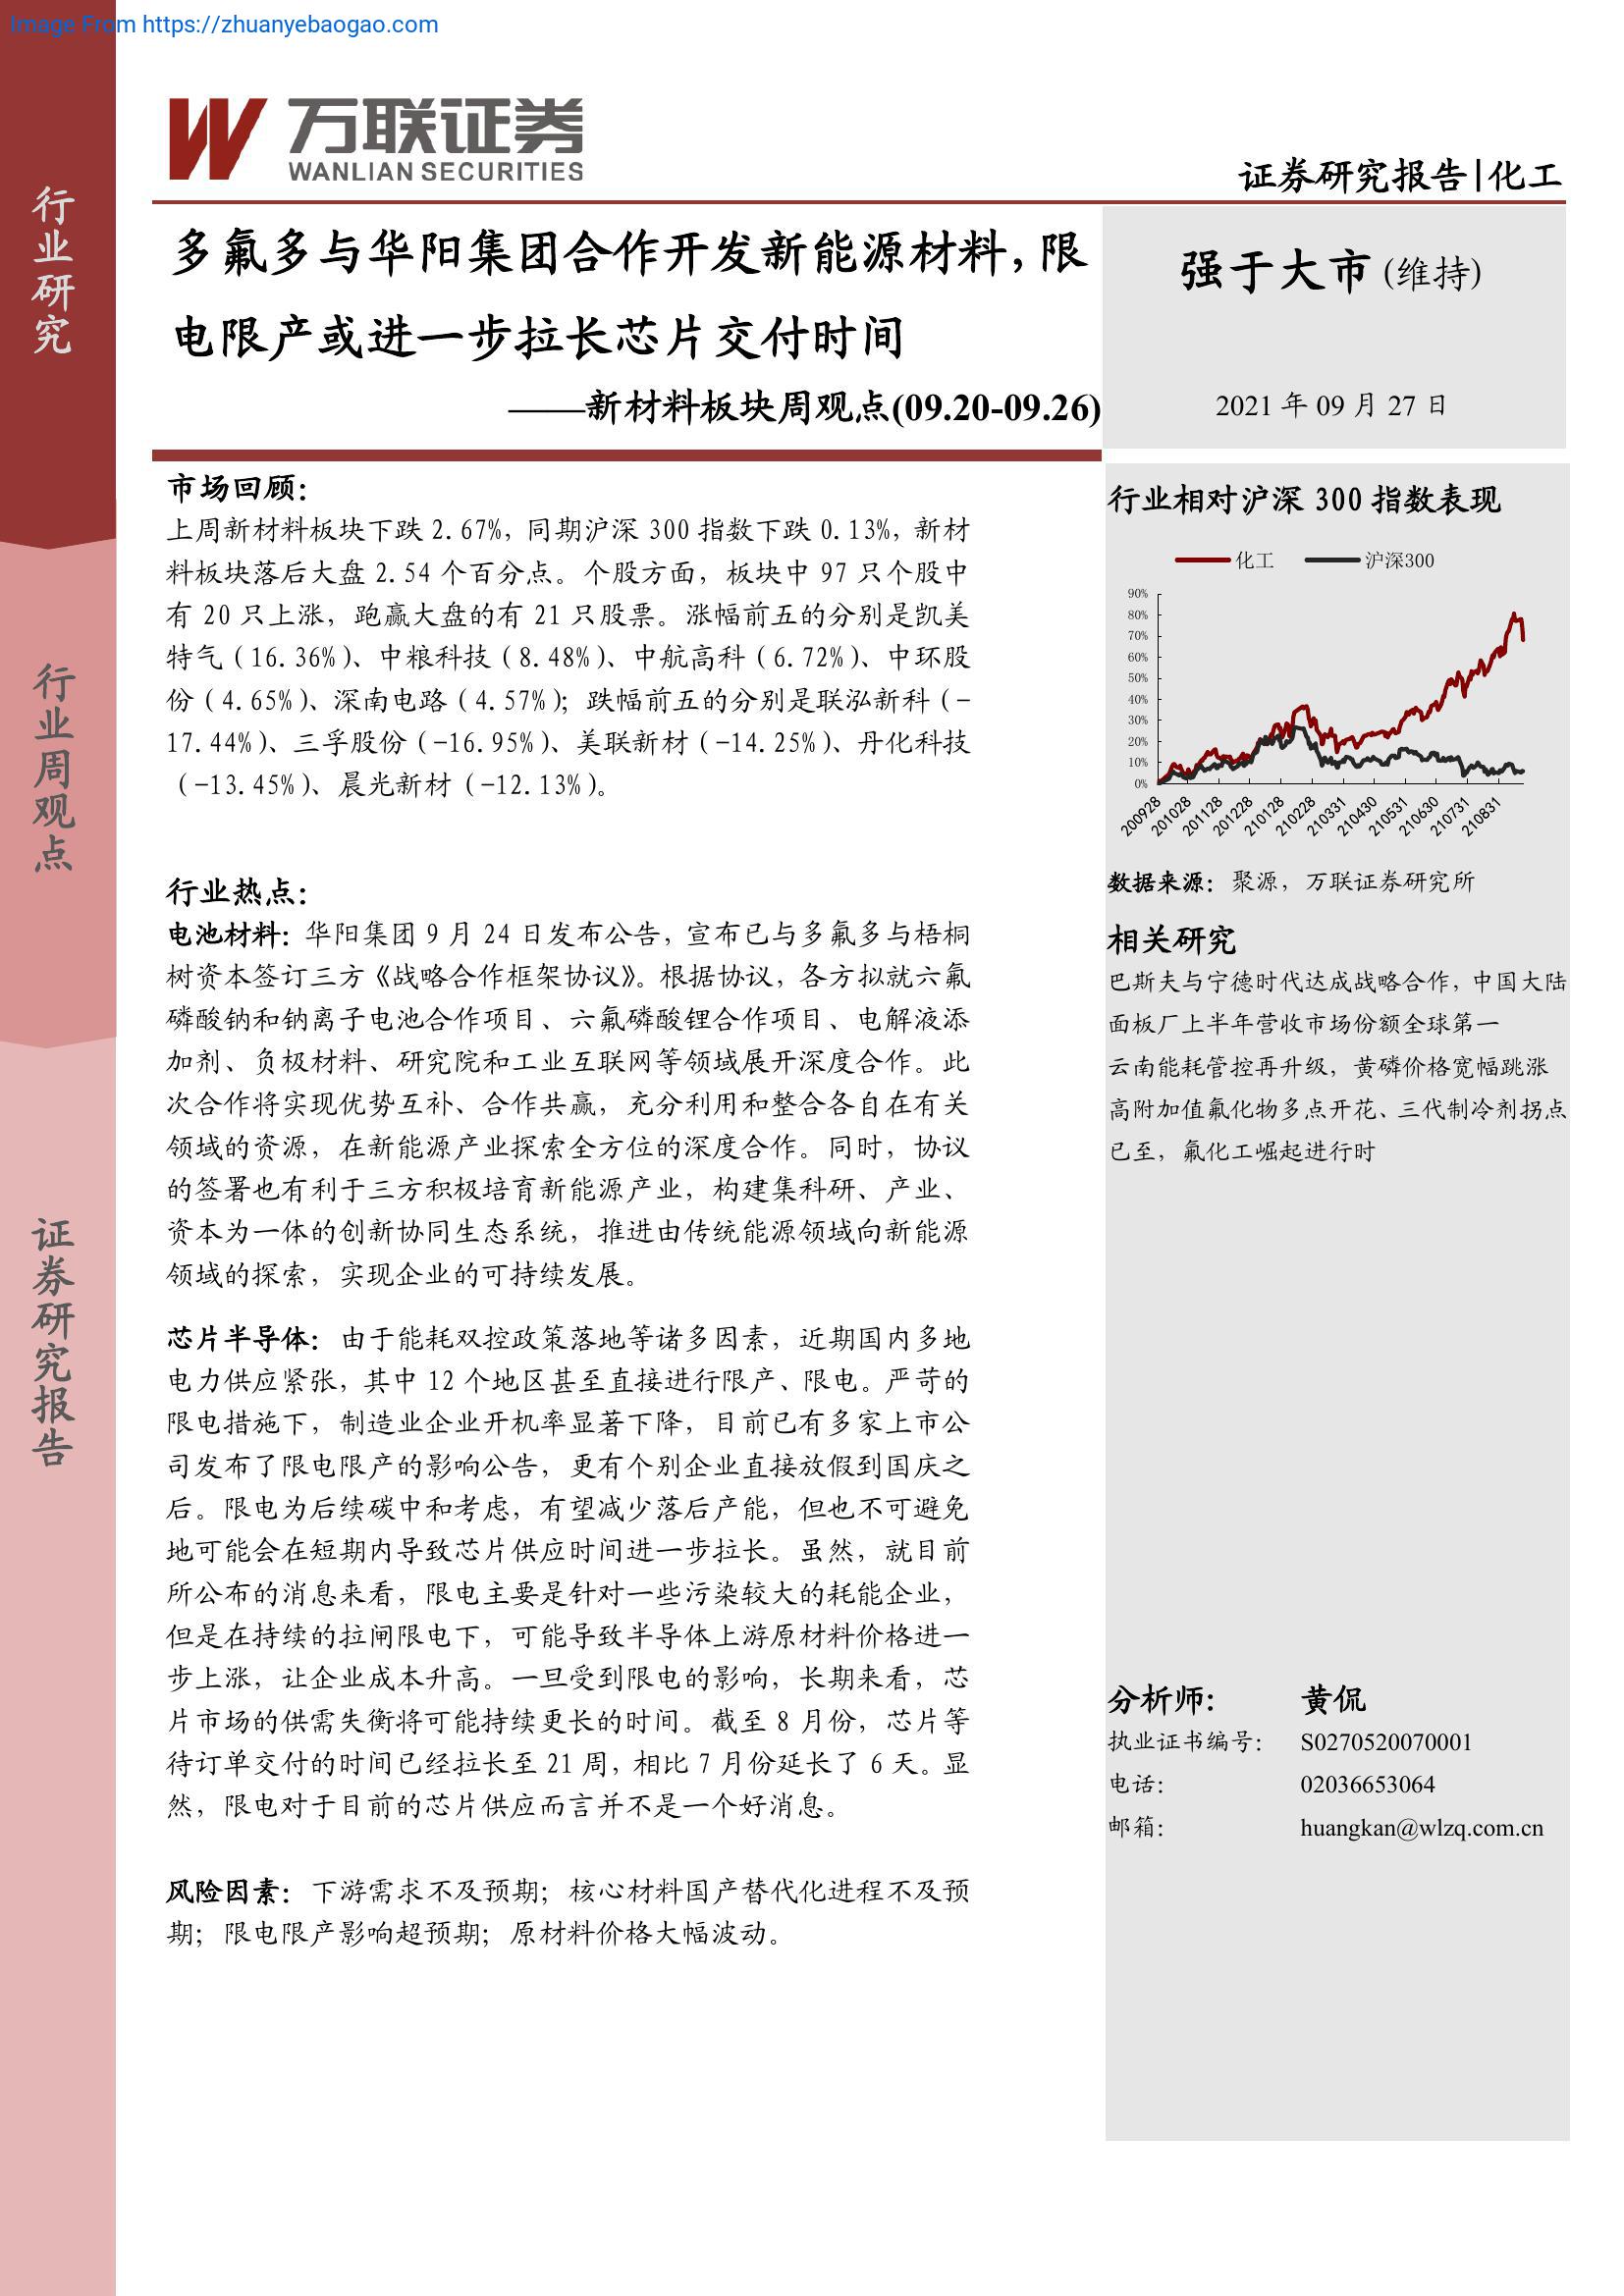 Image From https://zhuanyebaogao.com
万联证券
WANLIAN SECURITIES
证券研究报告|化工
行业研究
行业周观点
证券研究报告
多氟多与华阳集团合作开发新能源材料，限
电限产或进一步拉长芯片交付时间
——新材料板块周观点(09.20-09.26)
强于大市(维持)
2021 年 09 月 27 日
市场回顾：
上周新材料板块下跌 2.67%，同期沪深 300 指数下跌 0.13%，新材
料板块落后大盘 2.54 个百分点。个股方面，板块中 97 只个股中
有 20 只上涨，跑赢大盘的有 21 只股票。涨幅前五的分别是凯美
特气（16.36%）、中粮科技（8.48%）、中航高科（6.72%）、中环股
份（4.65%）、深南电路（4.57%）；跌幅前五的分别是联泓新科（-
17.44%）、三孚股份（-16.95%）、美联新材（-14.25%）、丹化科技
（-13.45%）、晨光新材（-12.13%）。
行业热点：
电池材料：华阳集团 9 月 24 日发布公告，宣布已与多氟多与梧桐
树资本签订三方《战略合作框架协议》。根据协议，各方拟就六氟
磷酸钠和钠离子电池合作项目、六氟磷酸锂合作项目、电解液添
加剂、负极材料、研究院和工业互联网等领域展开深度合作。此
次合作将实现优势互补、合作共赢，充分利用和整合各自在有关
领域的资源，在新能源产业探索全方位的深度合作。同时，协议
的签署也有利于三方积极培育新能源产业，构建集科研、产业、
资本为一体的创新协同生态系统，推进由传统能源领域向新能源
领域的探索，实现企业的可持续发展。
芯片半导体：由于能耗双控政策落地等诸多因素，近期国内多地
电力供应紧张，其中 12 个地区甚至直接进行限产、限电。严苛的
限电措施下，制造业企业开机率显著下降，目前已有多家上市公
司发布了限电限产的影响公告，更有个别企业直接放假到国庆之
后。限电为后续碳中和考虑，有望减少落后产能，但也不可避免
地可能会在短期内导致芯片供应时间进一步拉长。虽然，就目前
所公布的消息来看，限电主要是针对一些污染较大的耗能企业，
但是在持续的拉闸限电下，可能导致半导体上游原材料价格进一
步上涨，让企业成本升高。一旦受到限电的影响，长期来看，芯
片市场的供需失衡将可能持续更长的时间。截至 8 月份，芯片等
待订单交付的时间已经拉长至 21 周，相比 7 月份延长了 6 天。显
然，限电对于目前的芯片供应而言并不是一个好消息。
风险因素：下游需求不及预期；核心材料国产替代化进程不及预
期；限电限产影响超预期；原材料价格大幅波动。
行业相对沪深 300 指数表现
化工 沪深300
90%
80%
70%
60%
50%
40%
30%
20%
10%
0%
200928 201028 201128 201228 210128 210228 210331 210430 210531 210630 210731 210831
数据来源：聚源，万联证券研究所
相关研究
巴斯夫与宁德时代达成战略合作，中国大陆
面板厂上半年营收市场份额全球第一
云南能耗管控再升级，黄磷价格宽幅跳涨
高附加值氟化物多点开花、三代制冷剂拐点
已至，氟化工崛起进行时
分析师: 黄侃
执业证书编号： S0270520070001
电话： 02036653064
邮箱： huangkan@wlzq.com.cn